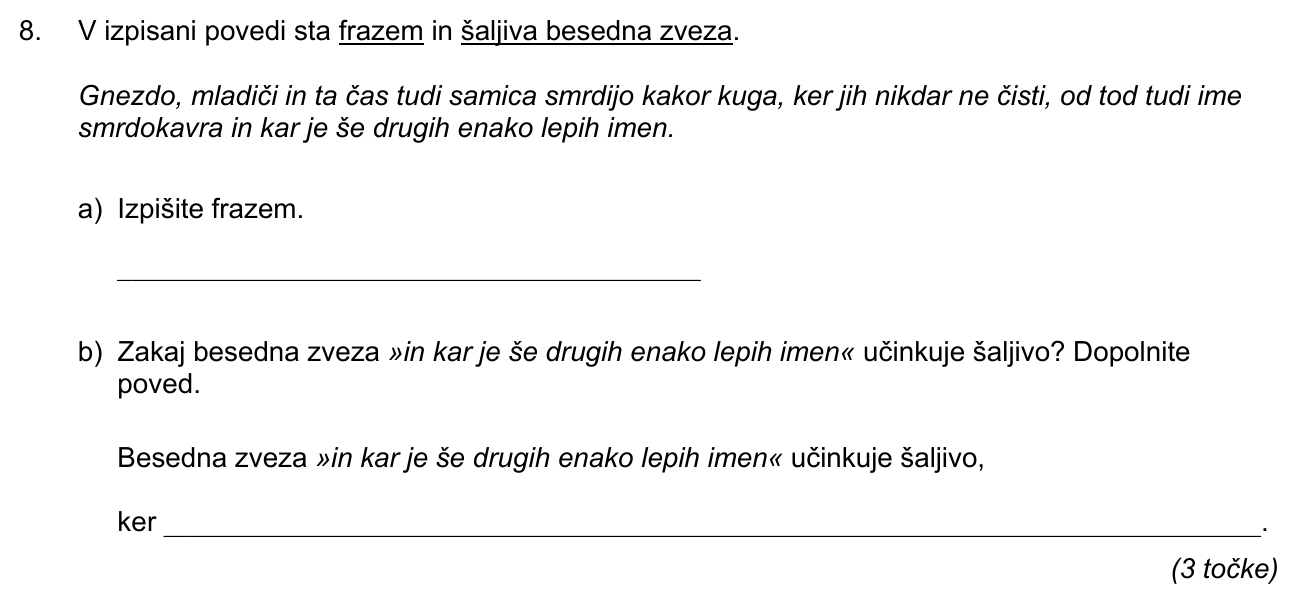 8. V izpisani povedi sta frazem in šaljiva besedna zveza.
Gnezdo, mladiči in ta čas tudi samica smrdijo kakor kuga, ker jih nikdar ne čisti, od tod tudi ime
smrdokavra in kar je še drugih enako lepih imen.
a) Izpišite frazem.
b) Zakaj besedna zveza »in kar je še drugih enako lepih imen« učinkuje šaljivo? Dopolnite
poved.
Besedna zveza »in kar je še drugih enako lepih imen« učinkuje šaljivo,
ker ______.
(3 točke)